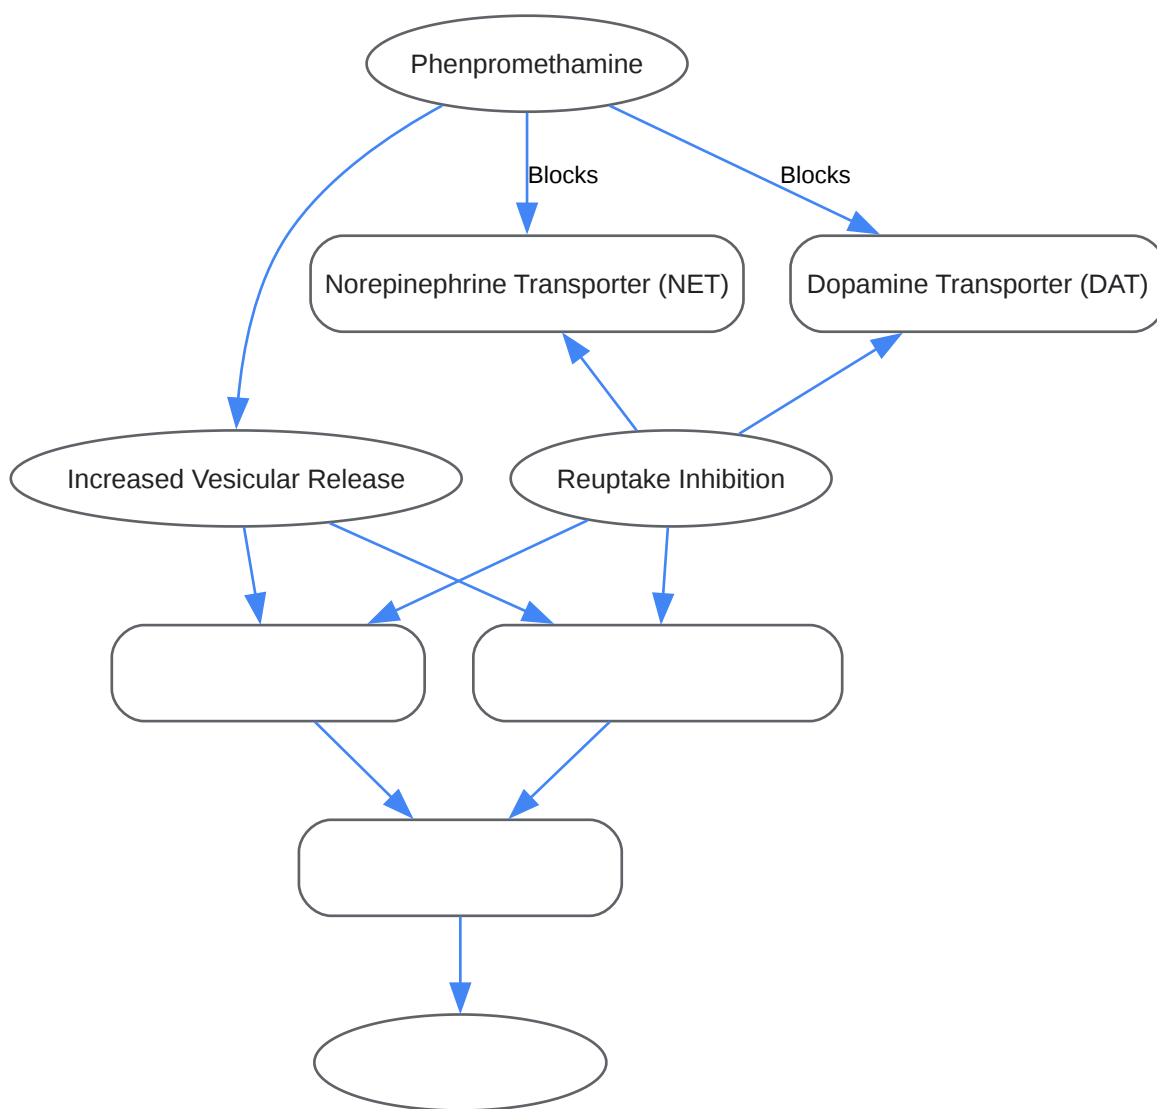 Phenpromethamine
Blocks
Blocks
Norepinephrine Transporter (NET)
Dopamine Transporter (DAT)
Increased Vesicular Release
Reuptake Inhibition